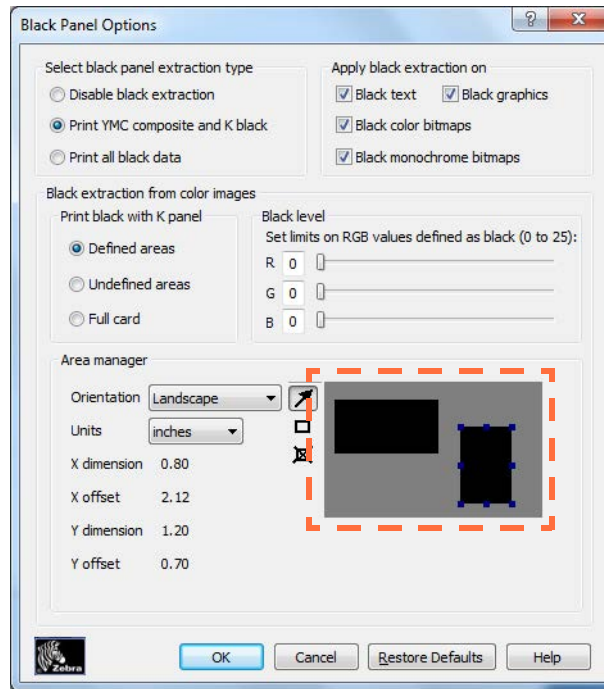 Black Panel Options
Select black panel extraction type
Disable black extraction
Print YMC composite and K black
Print all black data
Apply black extraction on
Black text Black graphics
Black color bitmaps
Black monochrome bitmaps
Black extraction from color images
Print black with K panel
Defined areas
Undefined areas
Full card
Black level
Set limits on RGB values defined as black (0 to 25):
R 0
G 0
B 0
Area manager
Orientation Landscape
Units inches
X dimension 0.80
X offset 2.12
Y dimension 1.20
Y offset 0.70
Zebra OK Cancel Restore Defaults Help